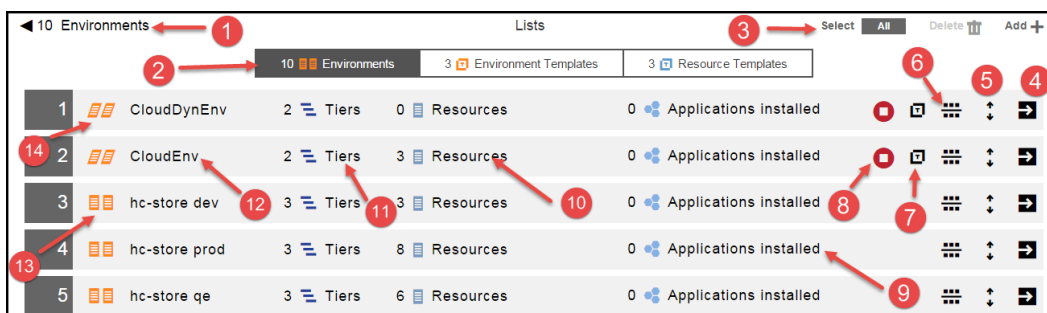 10 Environments Lists Select All Delete Add
1 2 3
10 Environments 3 Environment Templates 3 Resource Templates
6 5 4
1 CloudDynEnv 2 Tiers 0 Resources 0 Applications installed
14
2 CloudEnv 2 Tiers 3 Resources 0 Applications installed
12 11 10 8 7
3 hc-store dev 3 Tiers 3 Resources 0 Applications installed
13
4 hc-store prod 3 Tiers 8 Resources 0 Applications installed
9
5 hc-store qe 3 Tiers 6 Resources 0 Applications installed